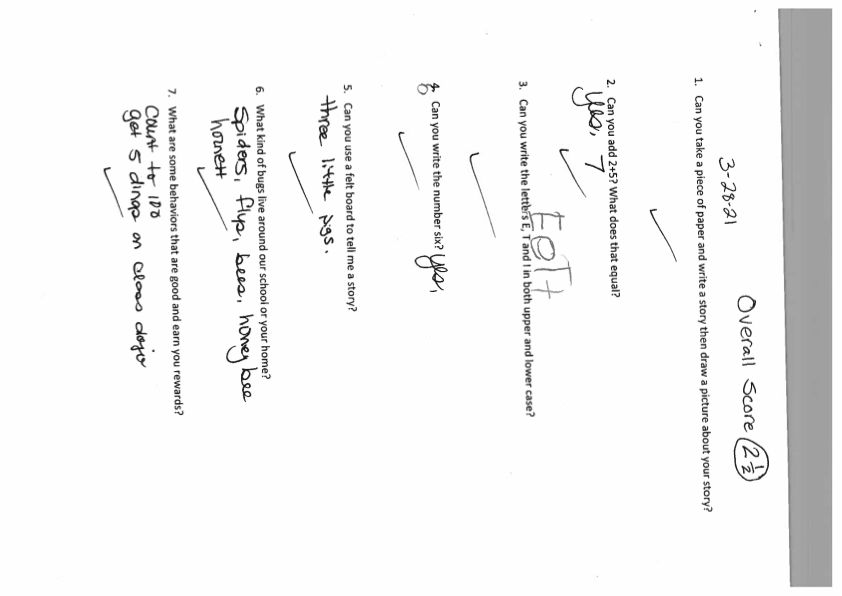 3-28-21
Overall Score 2 1/2
1. Can you take a piece of paper and write a story then draw a picture about your story?
2. Can you add 2+5? What does that equal?
Yes, 7
3. Can you write the letters E, T and I in both upper and lower case?
4. Can you write the number six? Yes,
6
5. Can you use a felt board to tell me a story?
three little pigs.
6. What kind of bugs live around our school or your home?
Spiders, flys, bees, honey bee
hornett
7. What are some behaviors that are good and earn you rewards?
Count to 100
get 5 dings on class dojo